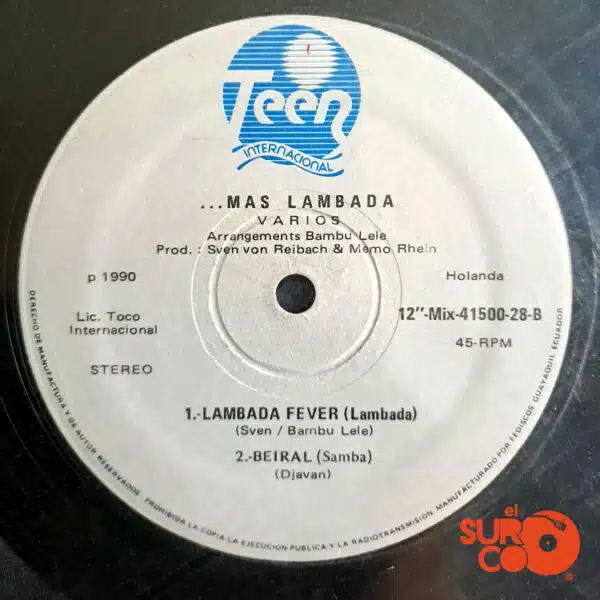 Teen
INTERNACIONAL
...MAS LAMBADA
VARIOS
Arrangements Bambu Lele
Prod. : Sven von Reibach & Memo Rhein
p 1990
Holanda
Lic. Toco
Internacional
12"-Mix-41500-28-B
45-RPM
STEREO
1.-LAMBADA FEVER (Lambada)
(Sven / Bambu Lele)
2.-BEIRAL (Samba)
(Djavan)
DERECHO DE MANUFACTURA Y DE AUTOR RESERVADOS. PROHIBIDA LA COPIA LA EJECUCION PUBLICA Y LA RADIOTRANSMISION. MANUFACTURADO POR FEDISCOS GUAYAQUIL ECUADOR
el
SURCO